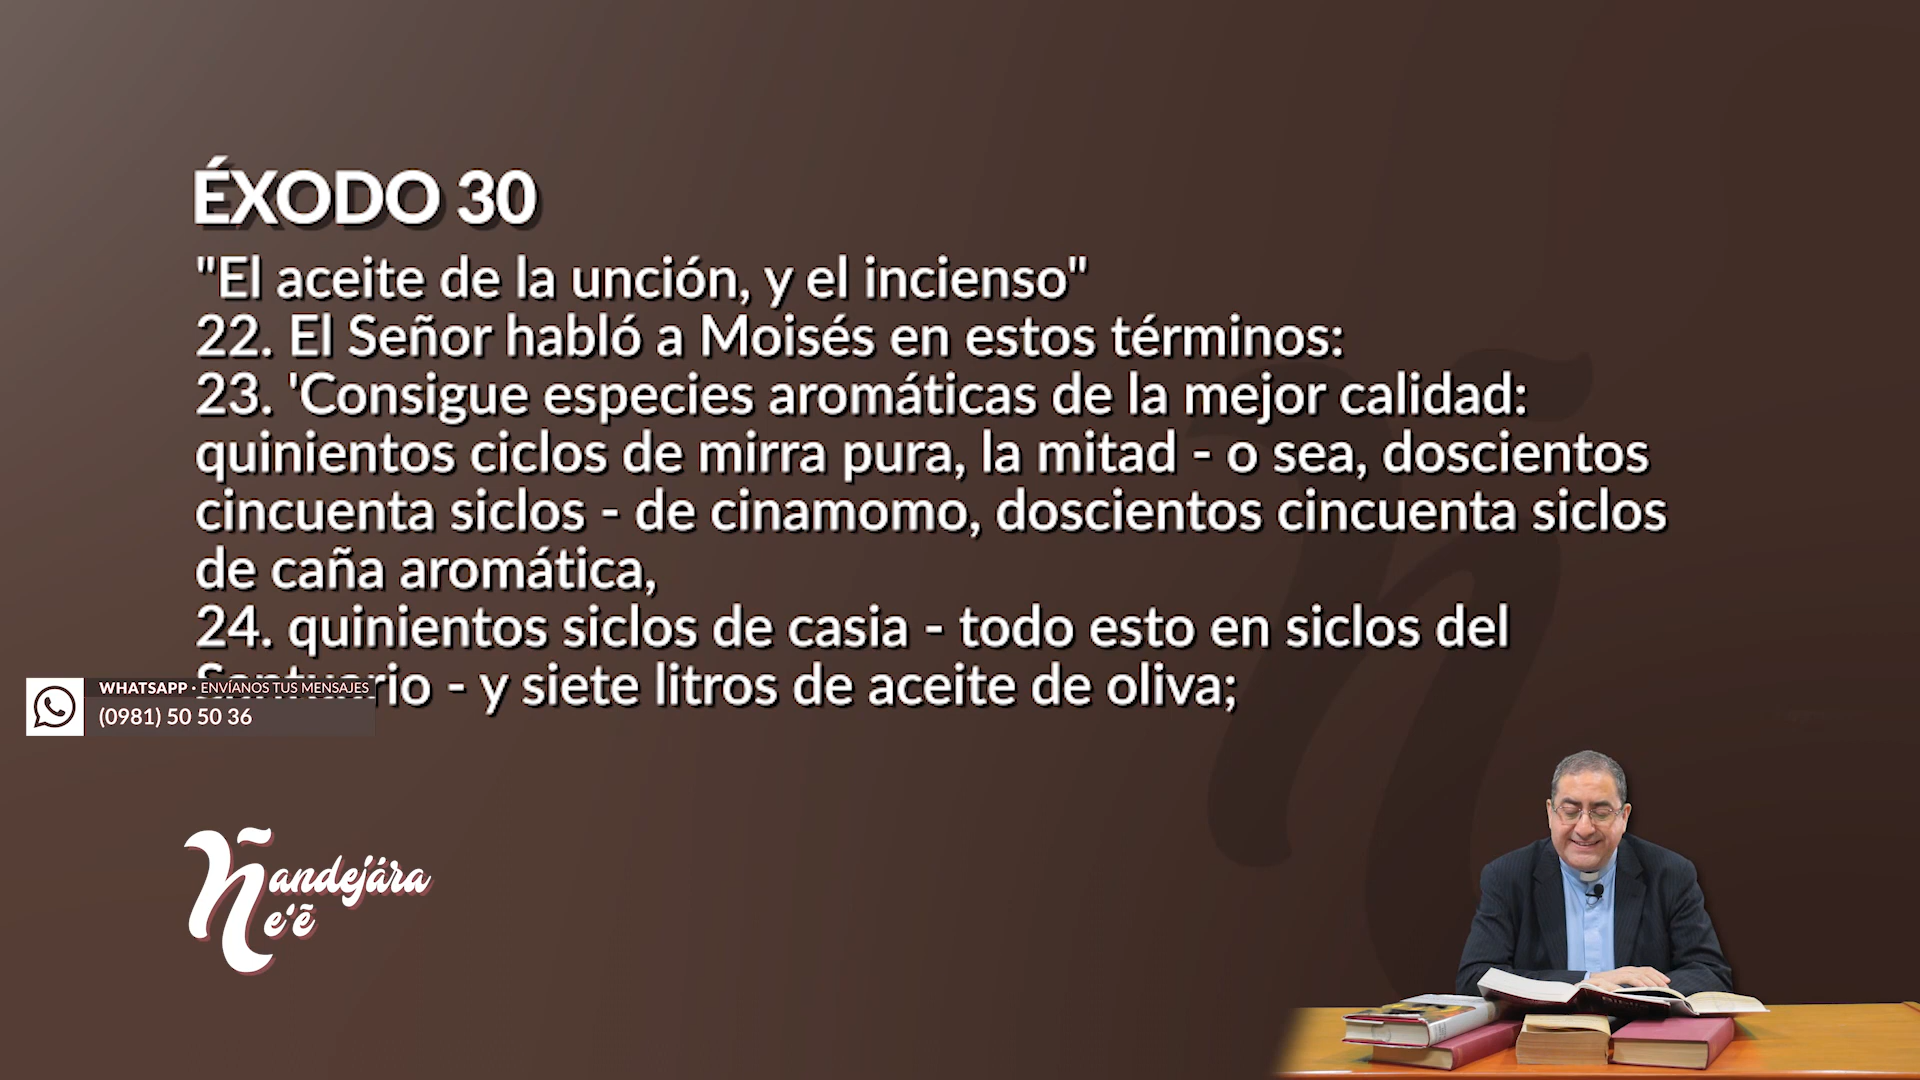 ÉXODO 30
"El aceite de la unción, y el incienso"
22. El Señor habló a Moisés en estos términos:
23. 'Consigue especies aromáticas de la mejor calidad:
quinientos ciclos de mirra pura, la mitad - o sea, doscientos
cincuenta siclos - de cinamomo, doscientos cincuenta siclos
de caña aromática,
24. quinientos siclos de casia - todo esto en siclos del
Santuario - y siete litros de aceite de oliva;
WHATSAPP · ENVÍANOS TUS MENSAJES
(0981) 50 50 36
Ñandejára
Ñe'ẽ